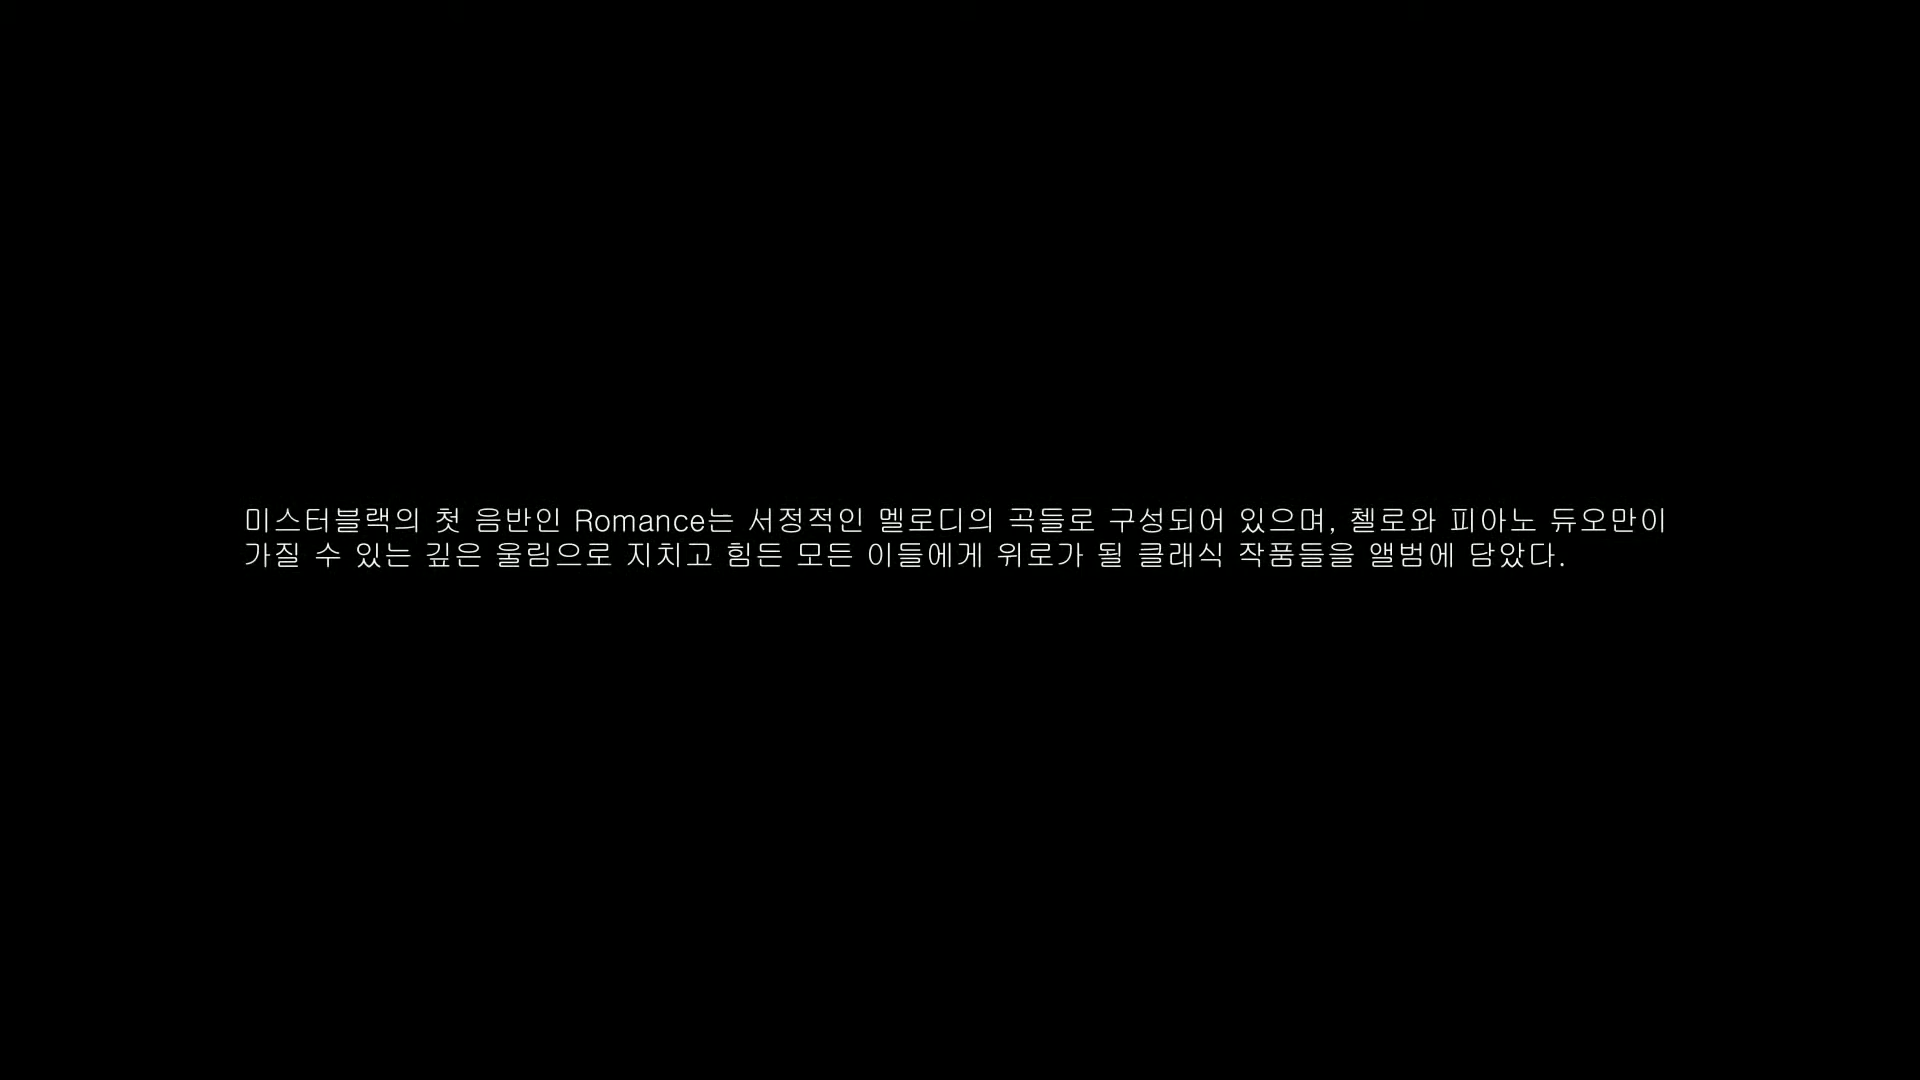 미스터블랙의 첫 음반인 Romance는 서정적인 멜로디의 곡들로 구성되어 있으며, 첼로와 피아노 듀오만이
가질 수 있는 깊은 울림으로 지치고 힘든 모든 이들에게 위로가 될 클래식 작품들을 앨범에 담았다.